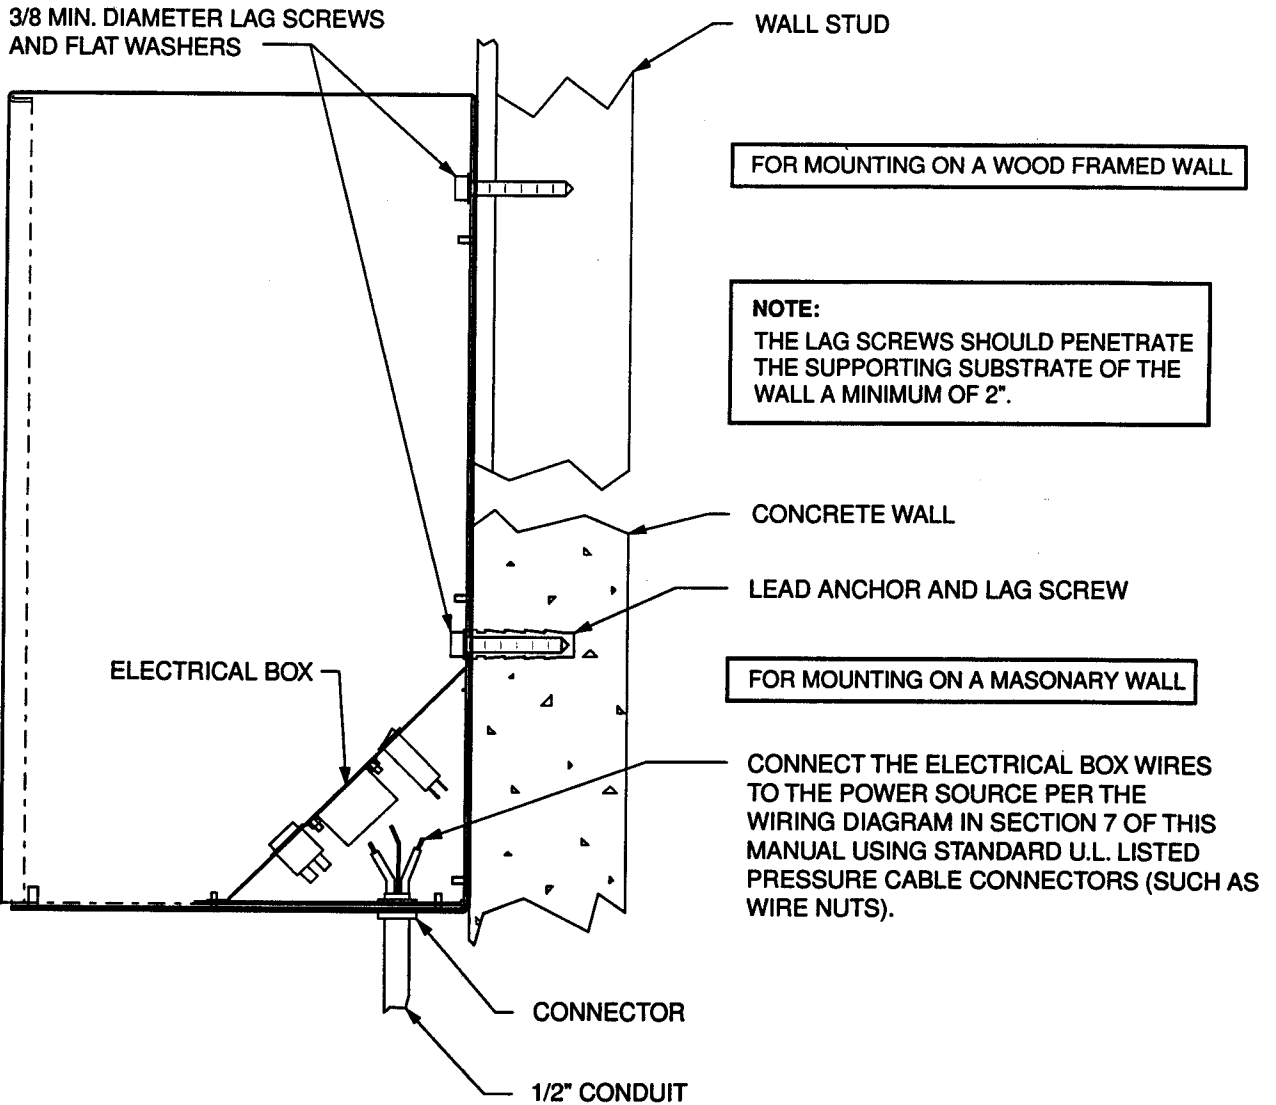 3/8 MIN. DIAMETER LAG SCREWS
AND FLAT WASHERS
WALL STUD
FOR MOUNTING ON A WOOD FRAMED WALL
NOTE:
THE LAG SCREWS SHOULD PENETRATE
THE SUPPORTING SUBSTRATE OF THE
WALL A MINIMUM OF 2".
CONCRETE WALL
LEAD ANCHOR AND LAG SCREW
ELECTRICAL BOX
FOR MOUNTING ON A MASONARY WALL
CONNECT THE ELECTRICAL BOX WIRES
TO THE POWER SOURCE PER THE
WIRING DIAGRAM IN SECTION 7 OF THIS
MANUAL USING STANDARD U.L. LISTED
PRESSURE CABLE CONNECTORS (SUCH AS
WIRE NUTS).
CONNECTOR
1/2" CONDUIT